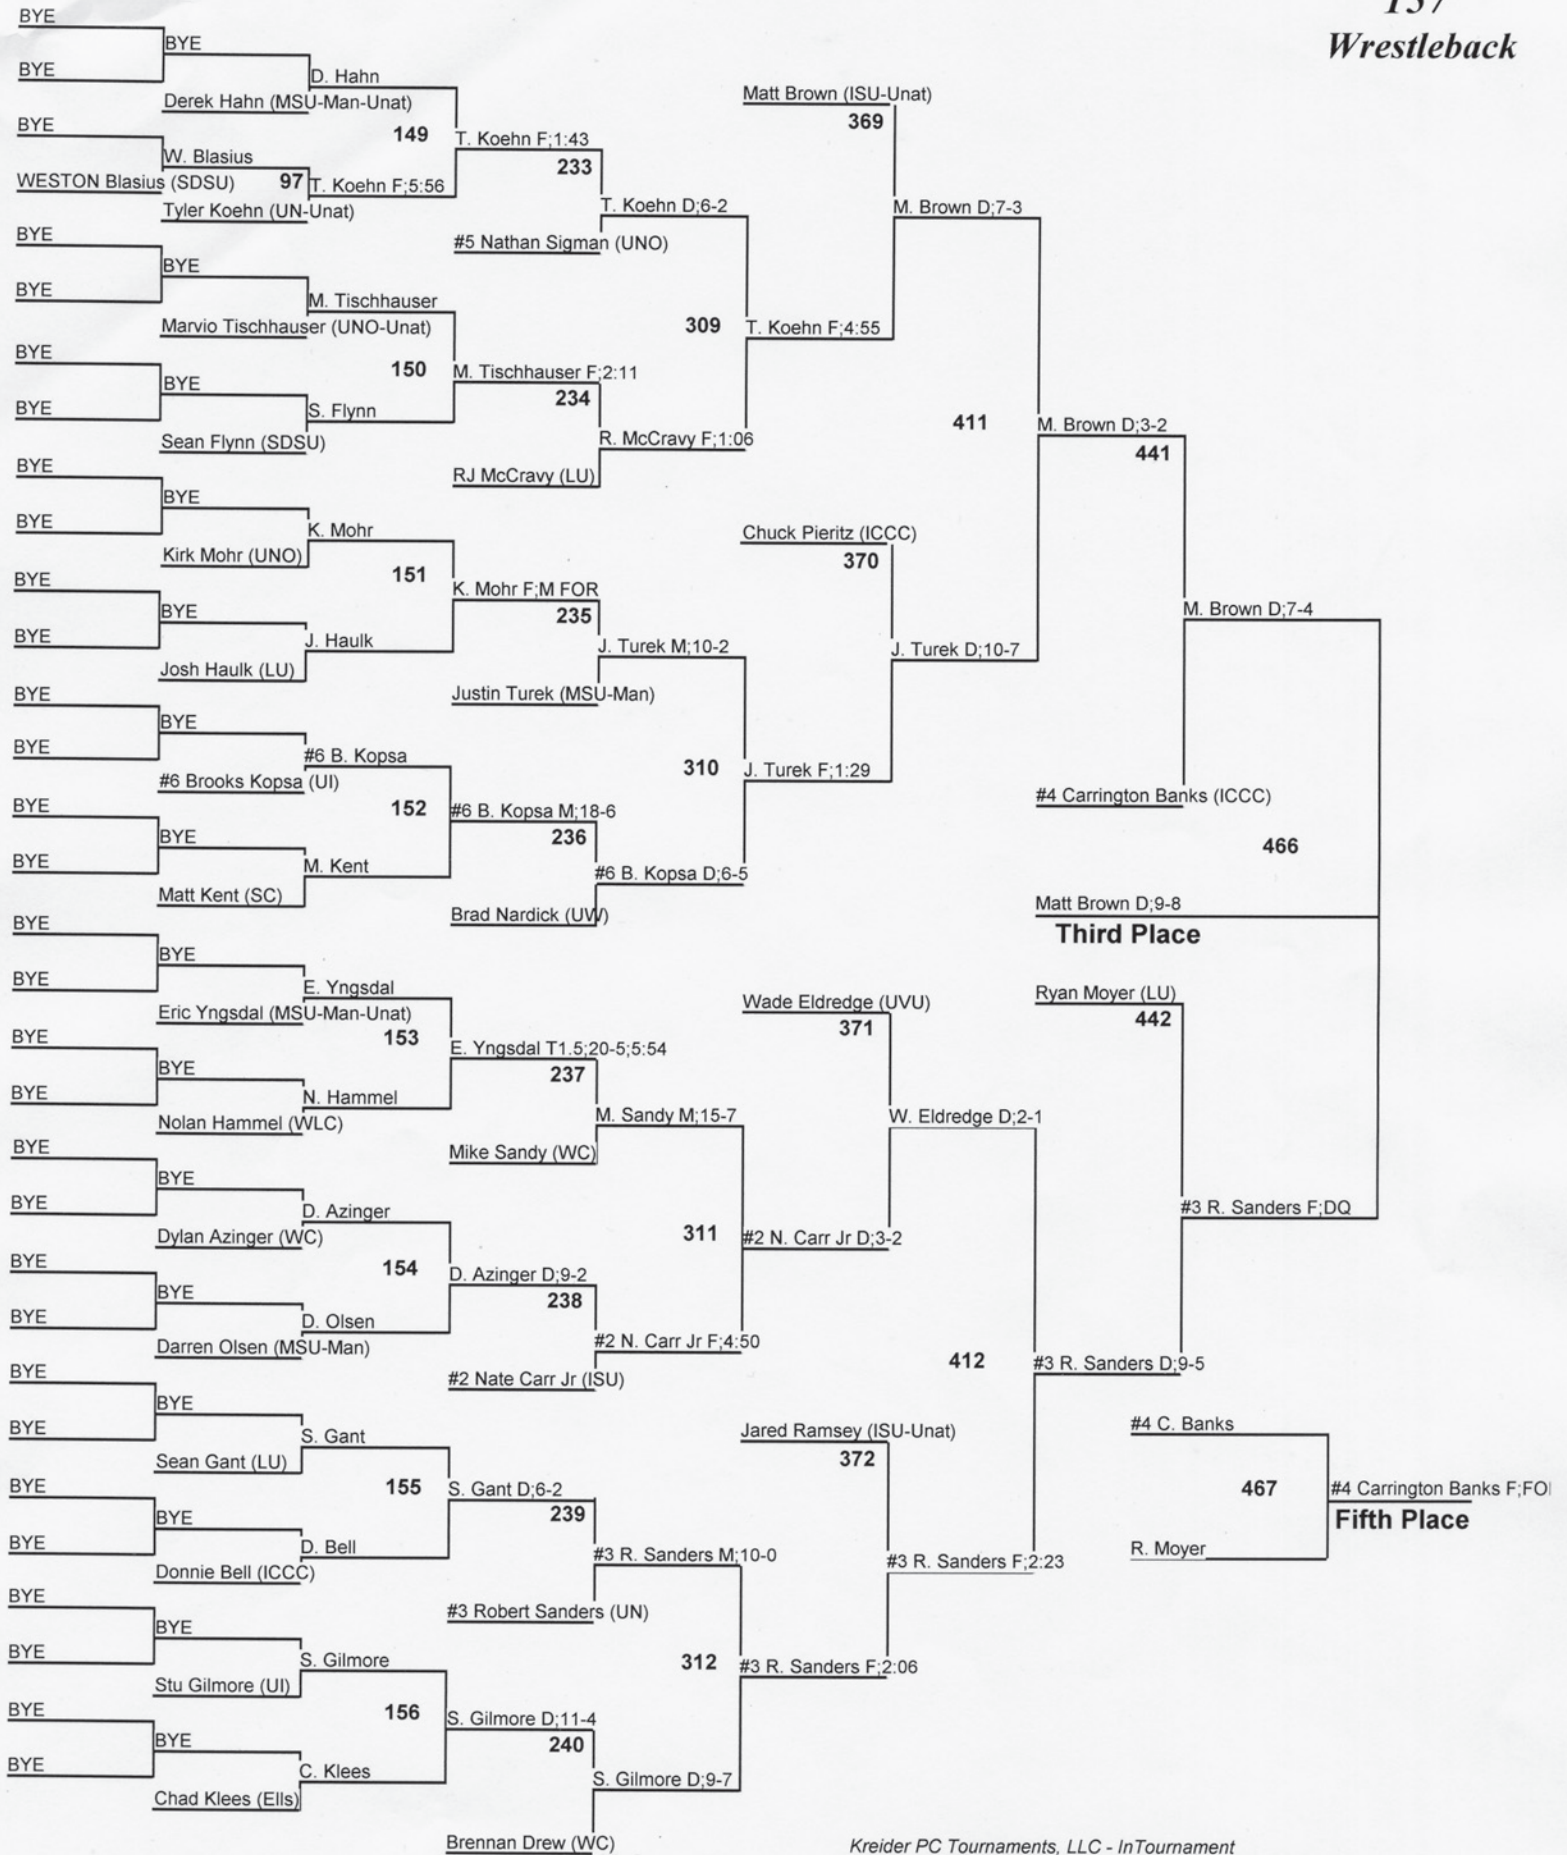 157
Wrestleback
BYE
BYE
BYE
D. Hahn
Derek Hahn (MSU-Man-Unat)
149
BYE
W. Blasius
WESTON Blasius (SDSU)
97
T. Koehn F;5:56
Tyler Koehn (UN-Unat)
T. Koehn F;1:43
233
T. Koehn D;6-2
#5 Nathan Sigman (UNO)
Matt Brown (ISU-Unat)
369
M. Brown D;7-3
BYE
BYE
BYE
M. Tischhauser
Marvio Tischhauser (UNO-Unat)
309
T. Koehn F;4:55
BYE
BYE
BYE
150
M. Tischhauser F;2:11
234
S. Flynn
Sean Flynn (SDSU)
R. McCravy F;1:06
RJ McCravy (LU)
411
M. Brown D;3-2
441
BYE
BYE
BYE
K. Mohr
Kirk Mohr (UNO)
151
Chuck Pieritz (ICCC)
370
BYE
BYE
BYE
K. Mohr F;M FOR
235
J. Haulk
Josh Haulk (LU)
J. Turek M;10-2
Justin Turek (MSU-Man)
J. Turek D;10-7
M. Brown D;7-4
BYE
BYE
BYE
#6 B. Kopsa
#6 Brooks Kopsa (UI)
310
J. Turek F;1:29
#4 Carrington Banks (ICCC)
152
#6 B. Kopsa M;18-6
236
BYE
BYE
BYE
M. Kent
Matt Kent (SC)
#6 B. Kopsa D;6-5
Brad Nardick (UW)
466
Matt Brown D;9-8
Third Place
BYE
BYE
BYE
E. Yngsdal
Eric Yngsdal (MSU-Man-Unat)
153
Wade Eldredge (UVU)
371
Ryan Moyer (LU)
442
BYE
BYE
BYE
E. Yngsdal T1.5;20-5;5:54
237
N. Hammel
Nolan Hammel (WLC)
M. Sandy M;15-7
Mike Sandy (WC)
W. Eldredge D;2-1
BYE
BYE
BYE
D. Azinger
Dylan Azinger (WC)
311
#2 N. Carr Jr D;3-2
#3 R. Sanders F;DQ
154
D. Azinger D;9-2
238
BYE
BYE
BYE
D. Olsen
Darren Olsen (MSU-Man)
#2 N. Carr Jr F;4:50
#2 Nate Carr Jr (ISU)
412
#3 R. Sanders D;9-5
BYE
BYE
BYE
S. Gant
Sean Gant (LU)
155
Jared Ramsey (ISU-Unat)
372
#4 C. Banks
467
#4 Carrington Banks F;FO
Fifth Place
R. Moyer
BYE
BYE
BYE
S. Gant D;6-2
239
D. Bell
Donnie Bell (ICCC)
#3 R. Sanders M;10-0
#3 Robert Sanders (UN)
#3 R. Sanders F;2:23
BYE
BYE
BYE
S. Gilmore
Stu Gilmore (UI)
312
#3 R. Sanders F;2:06
156
S. Gilmore D;11-4
240
BYE
BYE
BYE
C. Klees
Chad Klees (Ells)
S. Gilmore D;9-7
Brennan Drew (WC)
Kreider PC Tournaments, LLC - InTournament